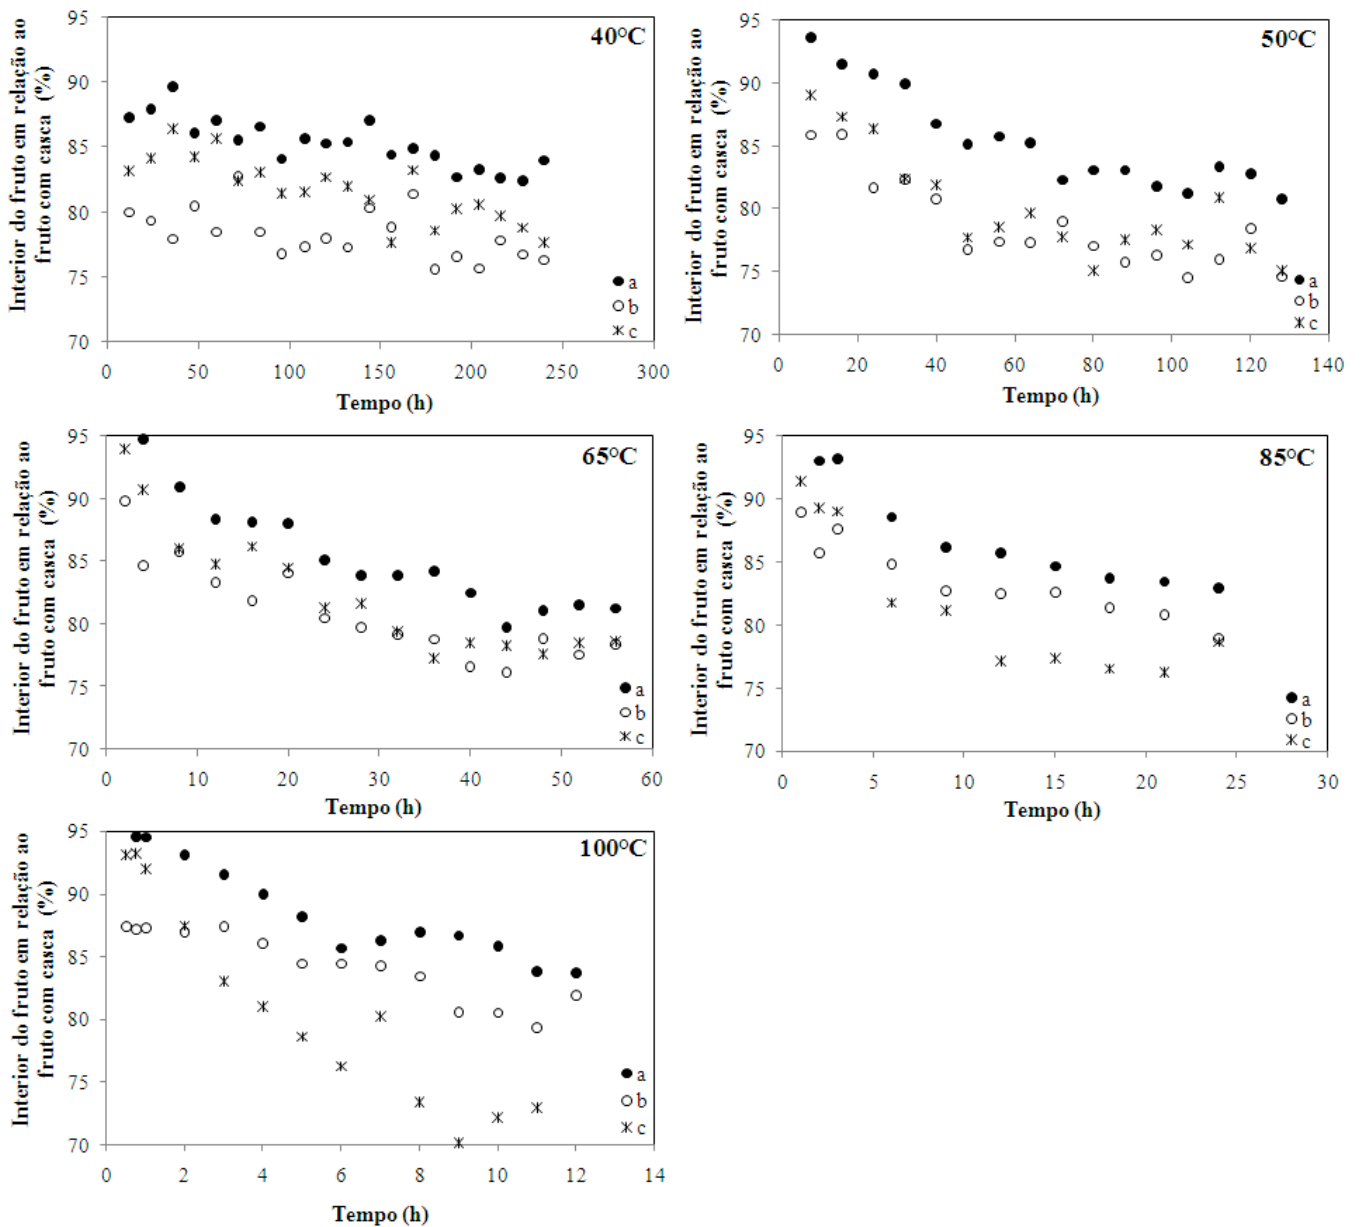 Interior do fruto em relação ao
fruto com casca (%)
95
90
85
80
75
70
40°C
a
b
c
0 50 100 150 200 250 300
Tempo (h)
Interior do fruto em relação ao
fruto com casca (%)
95
90
85
80
75
70
50°C
a
b
c
0 20 40 60 80 100 120 140
Tempo (h)
Interior do fruto em relação ao
fruto com casca (%)
95
90
85
80
75
70
65°C
a
b
c
0 10 20 30 40 50 60
Tempo (h)
Interior do fruto em relação ao
fruto com casca (%)
95
90
85
80
75
70
85°C
a
b
c
0 5 10 15 20 25 30
Tempo (h)
Interior do fruto em relação ao
fruto com casca (%)
95
90
85
80
75
70
100°C
a
b
c
0 2 4 6 8 10 12 14
Tempo (h)